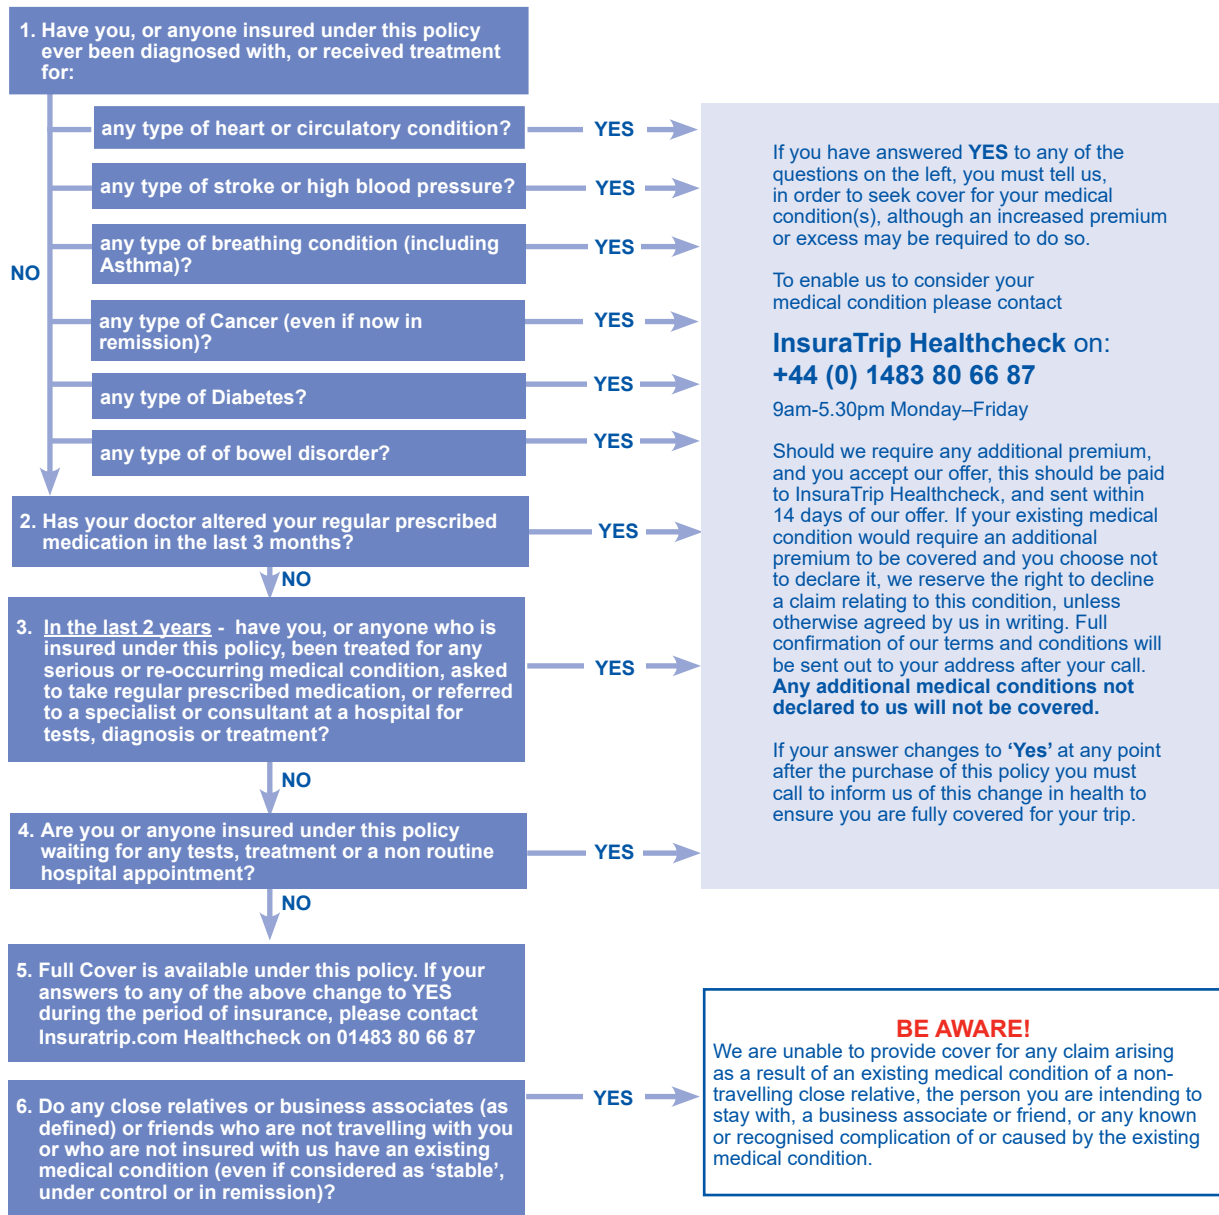 1. Have you, or anyone insured under this policy
ever been diagnosed with, or received treatment
for:
any type of heart or circulatory condition?
YES
any type of stroke or high blood pressure?
YES
any type of breathing condition (including
Asthma)?
YES
NO
any type of Cancer (even if now in
remission)?
YES
any type of Diabetes?
YES
any type of of bowel disorder?
YES
2. Has your doctor altered your regular prescribed
medication in the last 3 months?
YES
NO
3. In the last 2 years - have you, or anyone who is
insured under this policy, been treated for any
serious or re-occurring medical condition, asked
to take regular prescribed medication, or referred
to a specialist or consultant at a hospital for
tests, diagnosis or treatment?
YES
NO
4. Are you or anyone insured under this policy
waiting for any tests, treatment or a non routine
hospital appointment?
YES
NO
5. Full Cover is available under this policy. If your
answers to any of the above change to YES
during the period of insurance, please contact
Insuratrip.com Healthcheck on 01483 80 66 87
6. Do any close relatives or business associates (as
defined) or friends who are not travelling with you
or who are not insured with us have an existing
medical condition (even if considered as ‘stable’,
under control or in remission)?
YES
If you have answered YES to any of the
questions on the left, you must tell us,
in order to seek cover for your medical
condition(s), although an increased premium
or excess may be required to do so.
To enable us to consider your
medical condition please contact
InsuraTrip Healthcheck on:
+44 (0) 1483 80 66 87
9am-5.30pm Monday–Friday
Should we require any additional premium,
and you accept our offer, this should be paid
to InsuraTrip Healthcheck, and sent within
14 days of our offer. If your existing medical
condition would require an additional
premium to be covered and you choose not
to declare it, we reserve the right to decline
a claim relating to this condition, unless
otherwise agreed by us in writing. Full
confirmation of our terms and conditions will
be sent out to your address after your call.
Any additional medical conditions not
declared to us will not be covered.
If your answer changes to ‘Yes’ at any point
after the purchase of this policy you must
call to inform us of this change in health to
ensure you are fully covered for your trip.
BE AWARE!
We are unable to provide cover for any claim arising
as a result of an existing medical condition of a non-
travelling close relative, the person you are intending to
stay with, a business associate or friend, or any known
or recognised complication of or caused by the existing
medical condition.